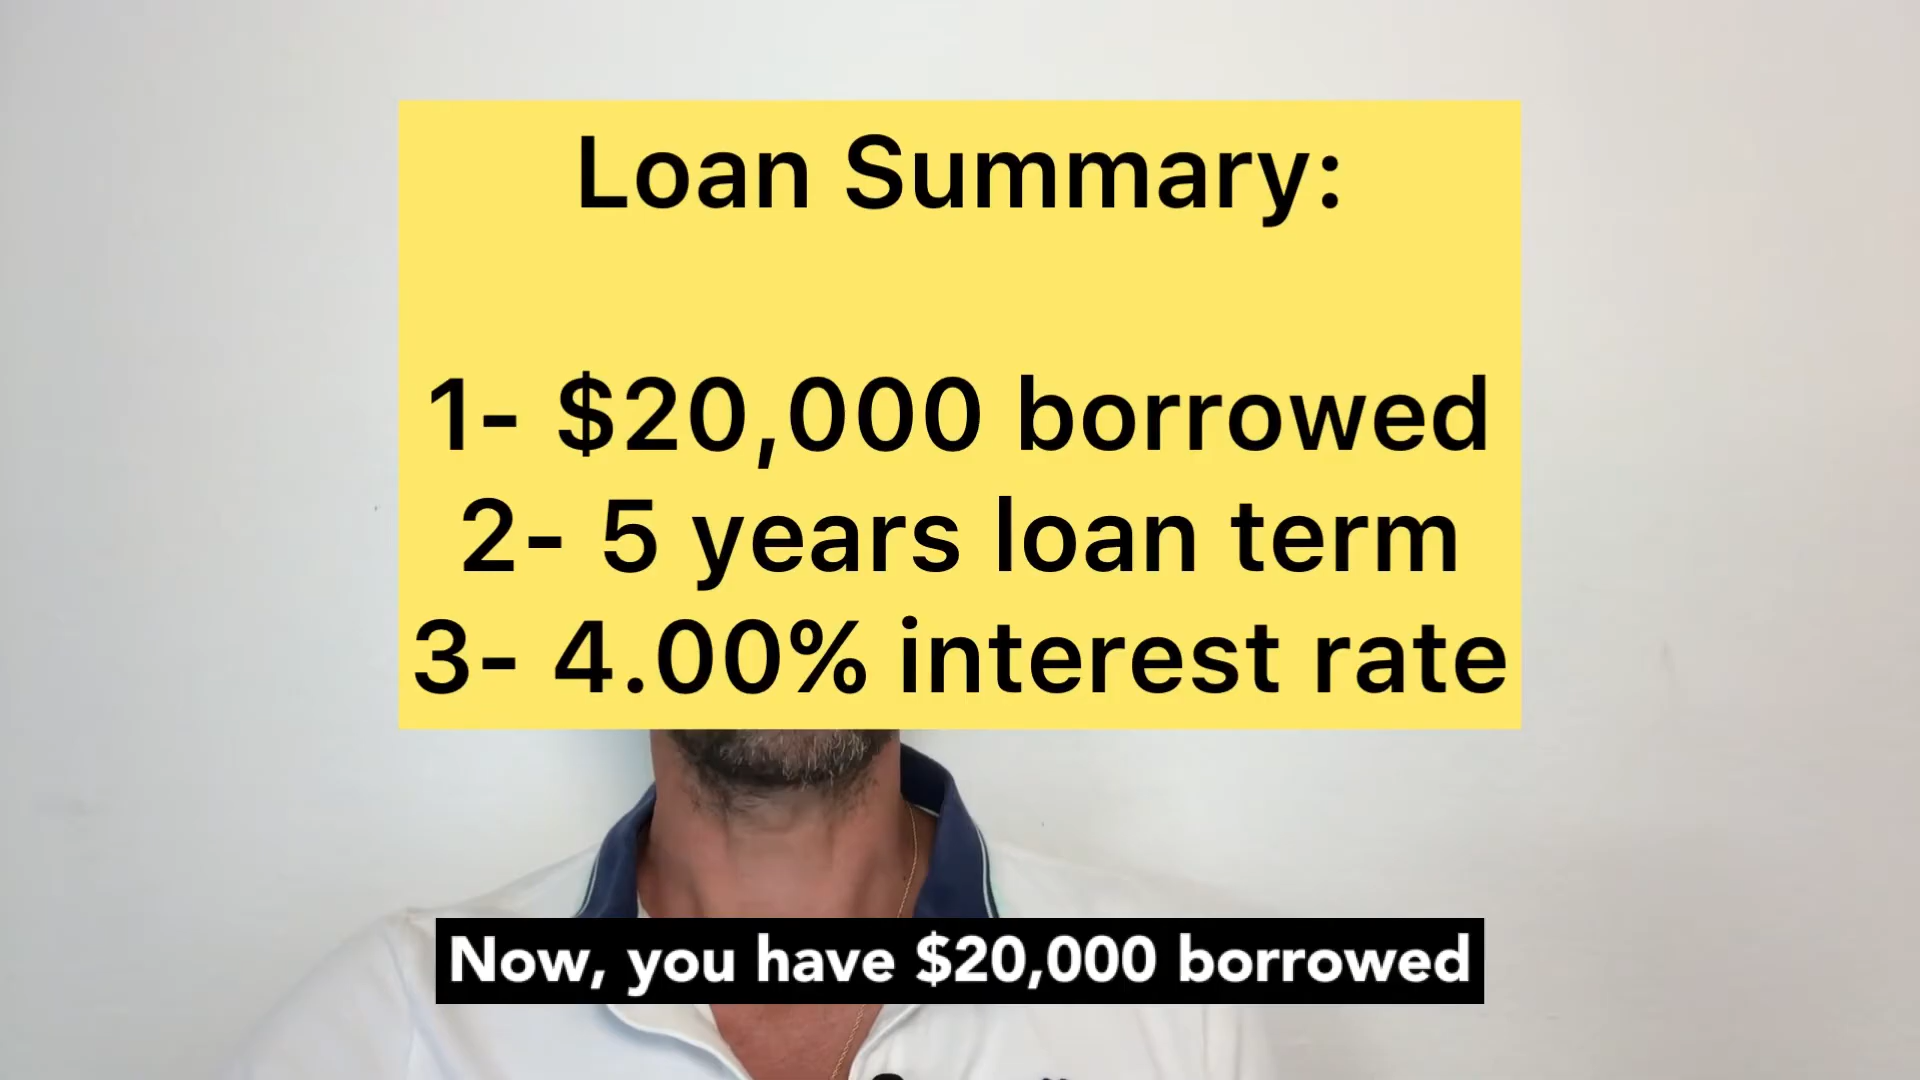 Loan Summary:
1- $20,000 borrowed
2- 5 years loan term
3- 4.00% interest rate
Now, you have $20,000 borrowed